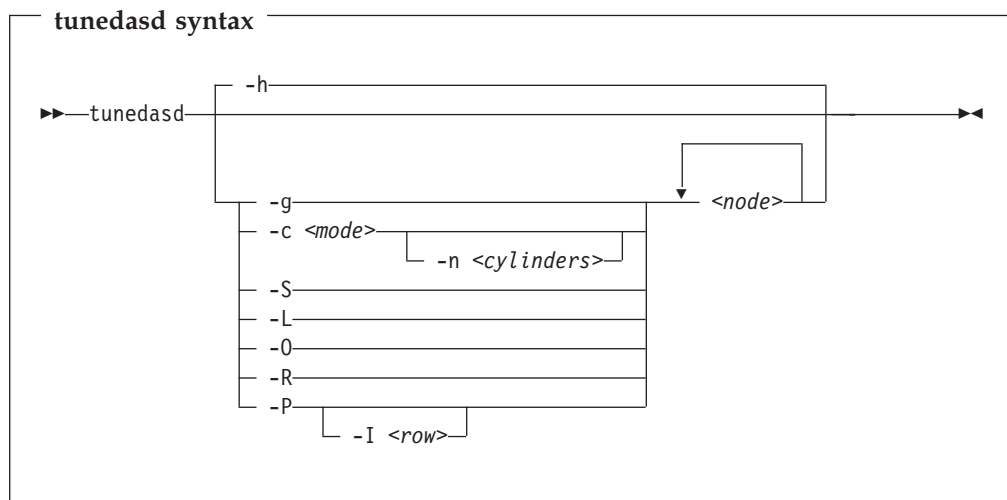 tunedasd syntax
-h
tunedasd
-g
<node>
-c <mode>
-n <cylinders>
-S
-L
-O
-R
-P
-I <row>